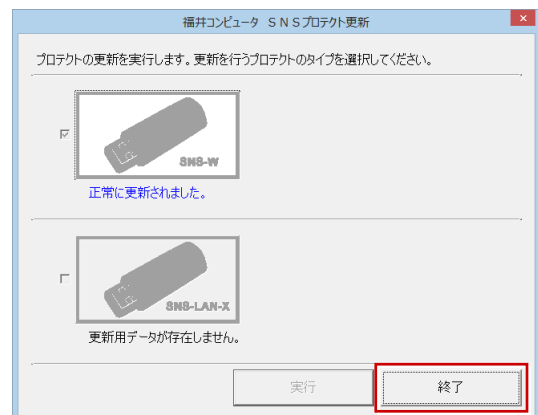 福井コンピュータ ＳＮＳプロテクト更新
プロテクトの更新を実行します。更新を行うプロテクトのタイプを選択してください。
SNS-W
正常に更新されました。
SNS-LAN-X
更新用データが存在しません。
実行
終了